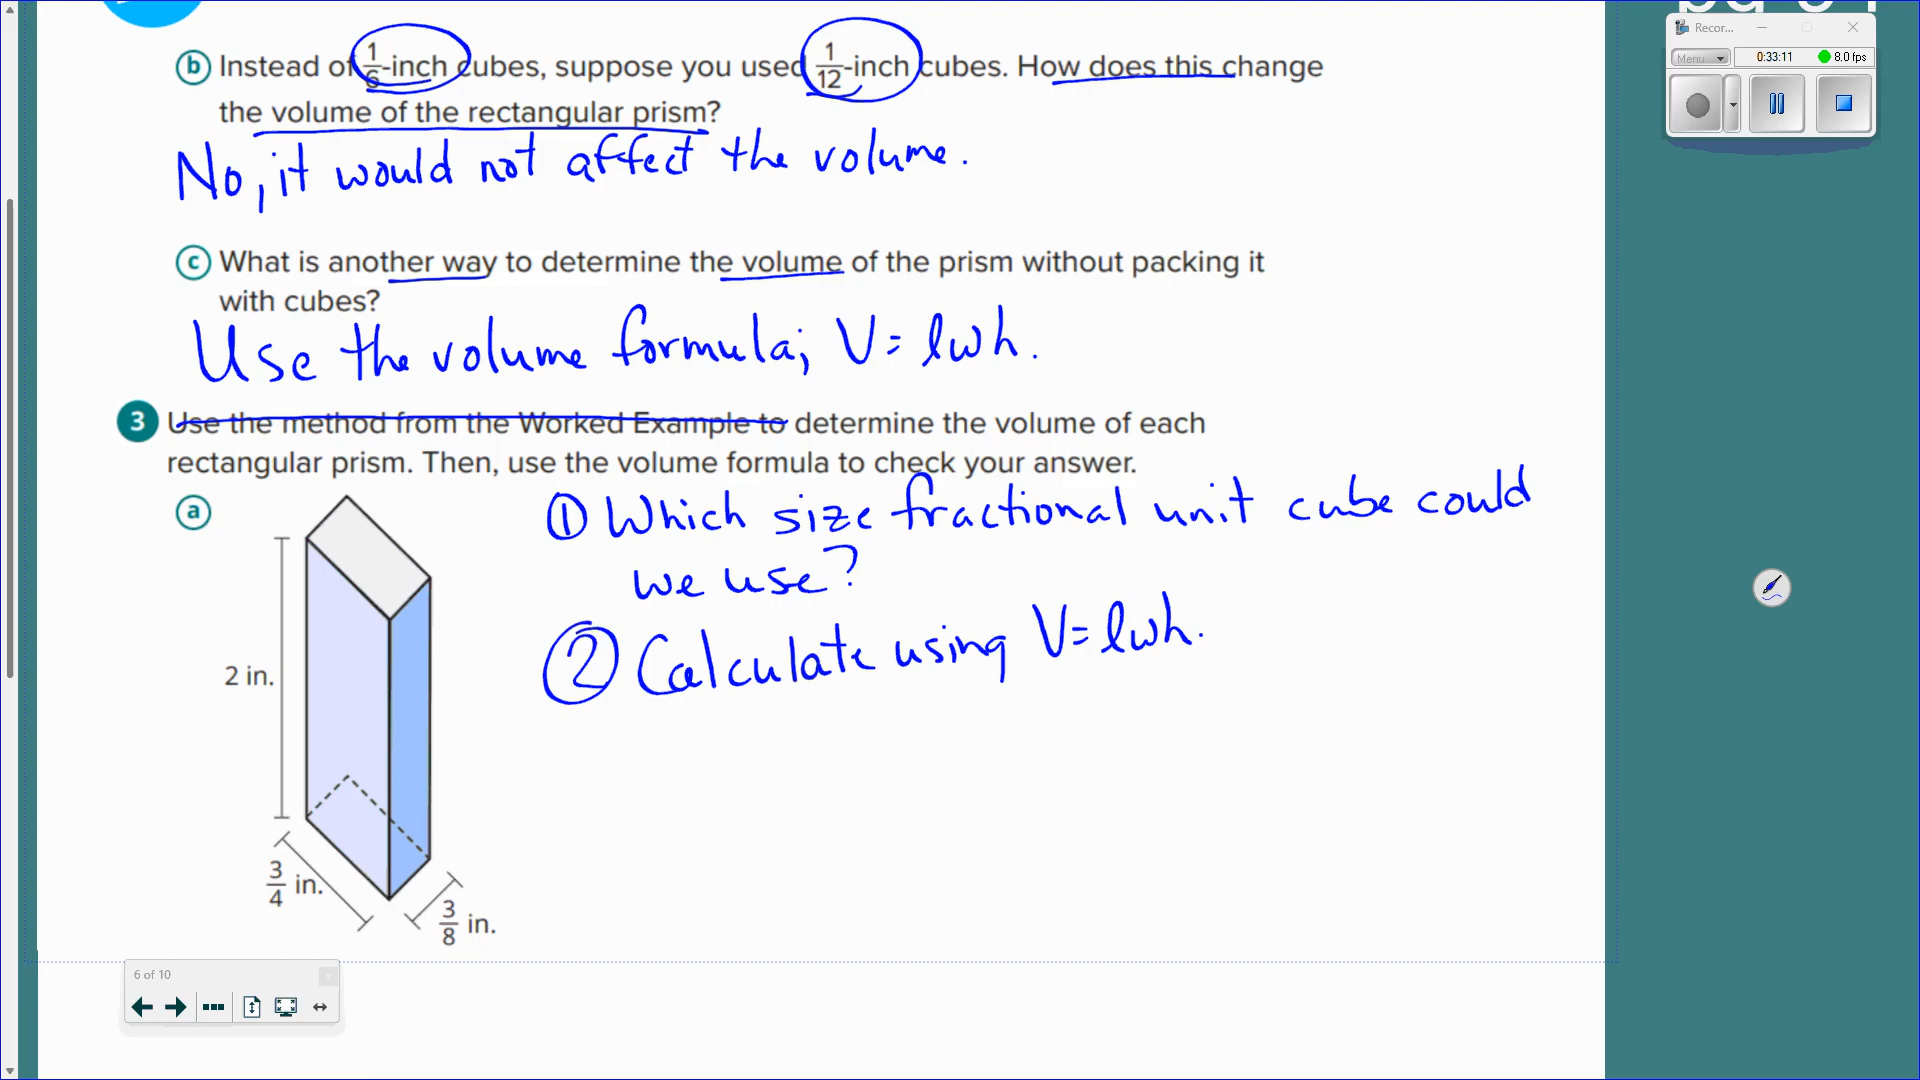 ⓑ Instead of 1/6-inch cubes, suppose you used 1/12-inch cubes. How does this change
the volume of the rectangular prism?
No, it would not affect the volume.
ⓒ What is another way to determine the volume of the prism without packing it
with cubes?
Use the volume formula; V = lwh.
3 Use the method from the Worked Example to determine the volume of each
rectangular prism. Then, use the volume formula to check your answer.
ⓐ
① Which size fractional unit cube could
we use?
② Calculate using V = lwh.
2 in.
3/4 in.
3/8 in.
6 of 10
Recor...
Menu
0:33:11
8.0 fps